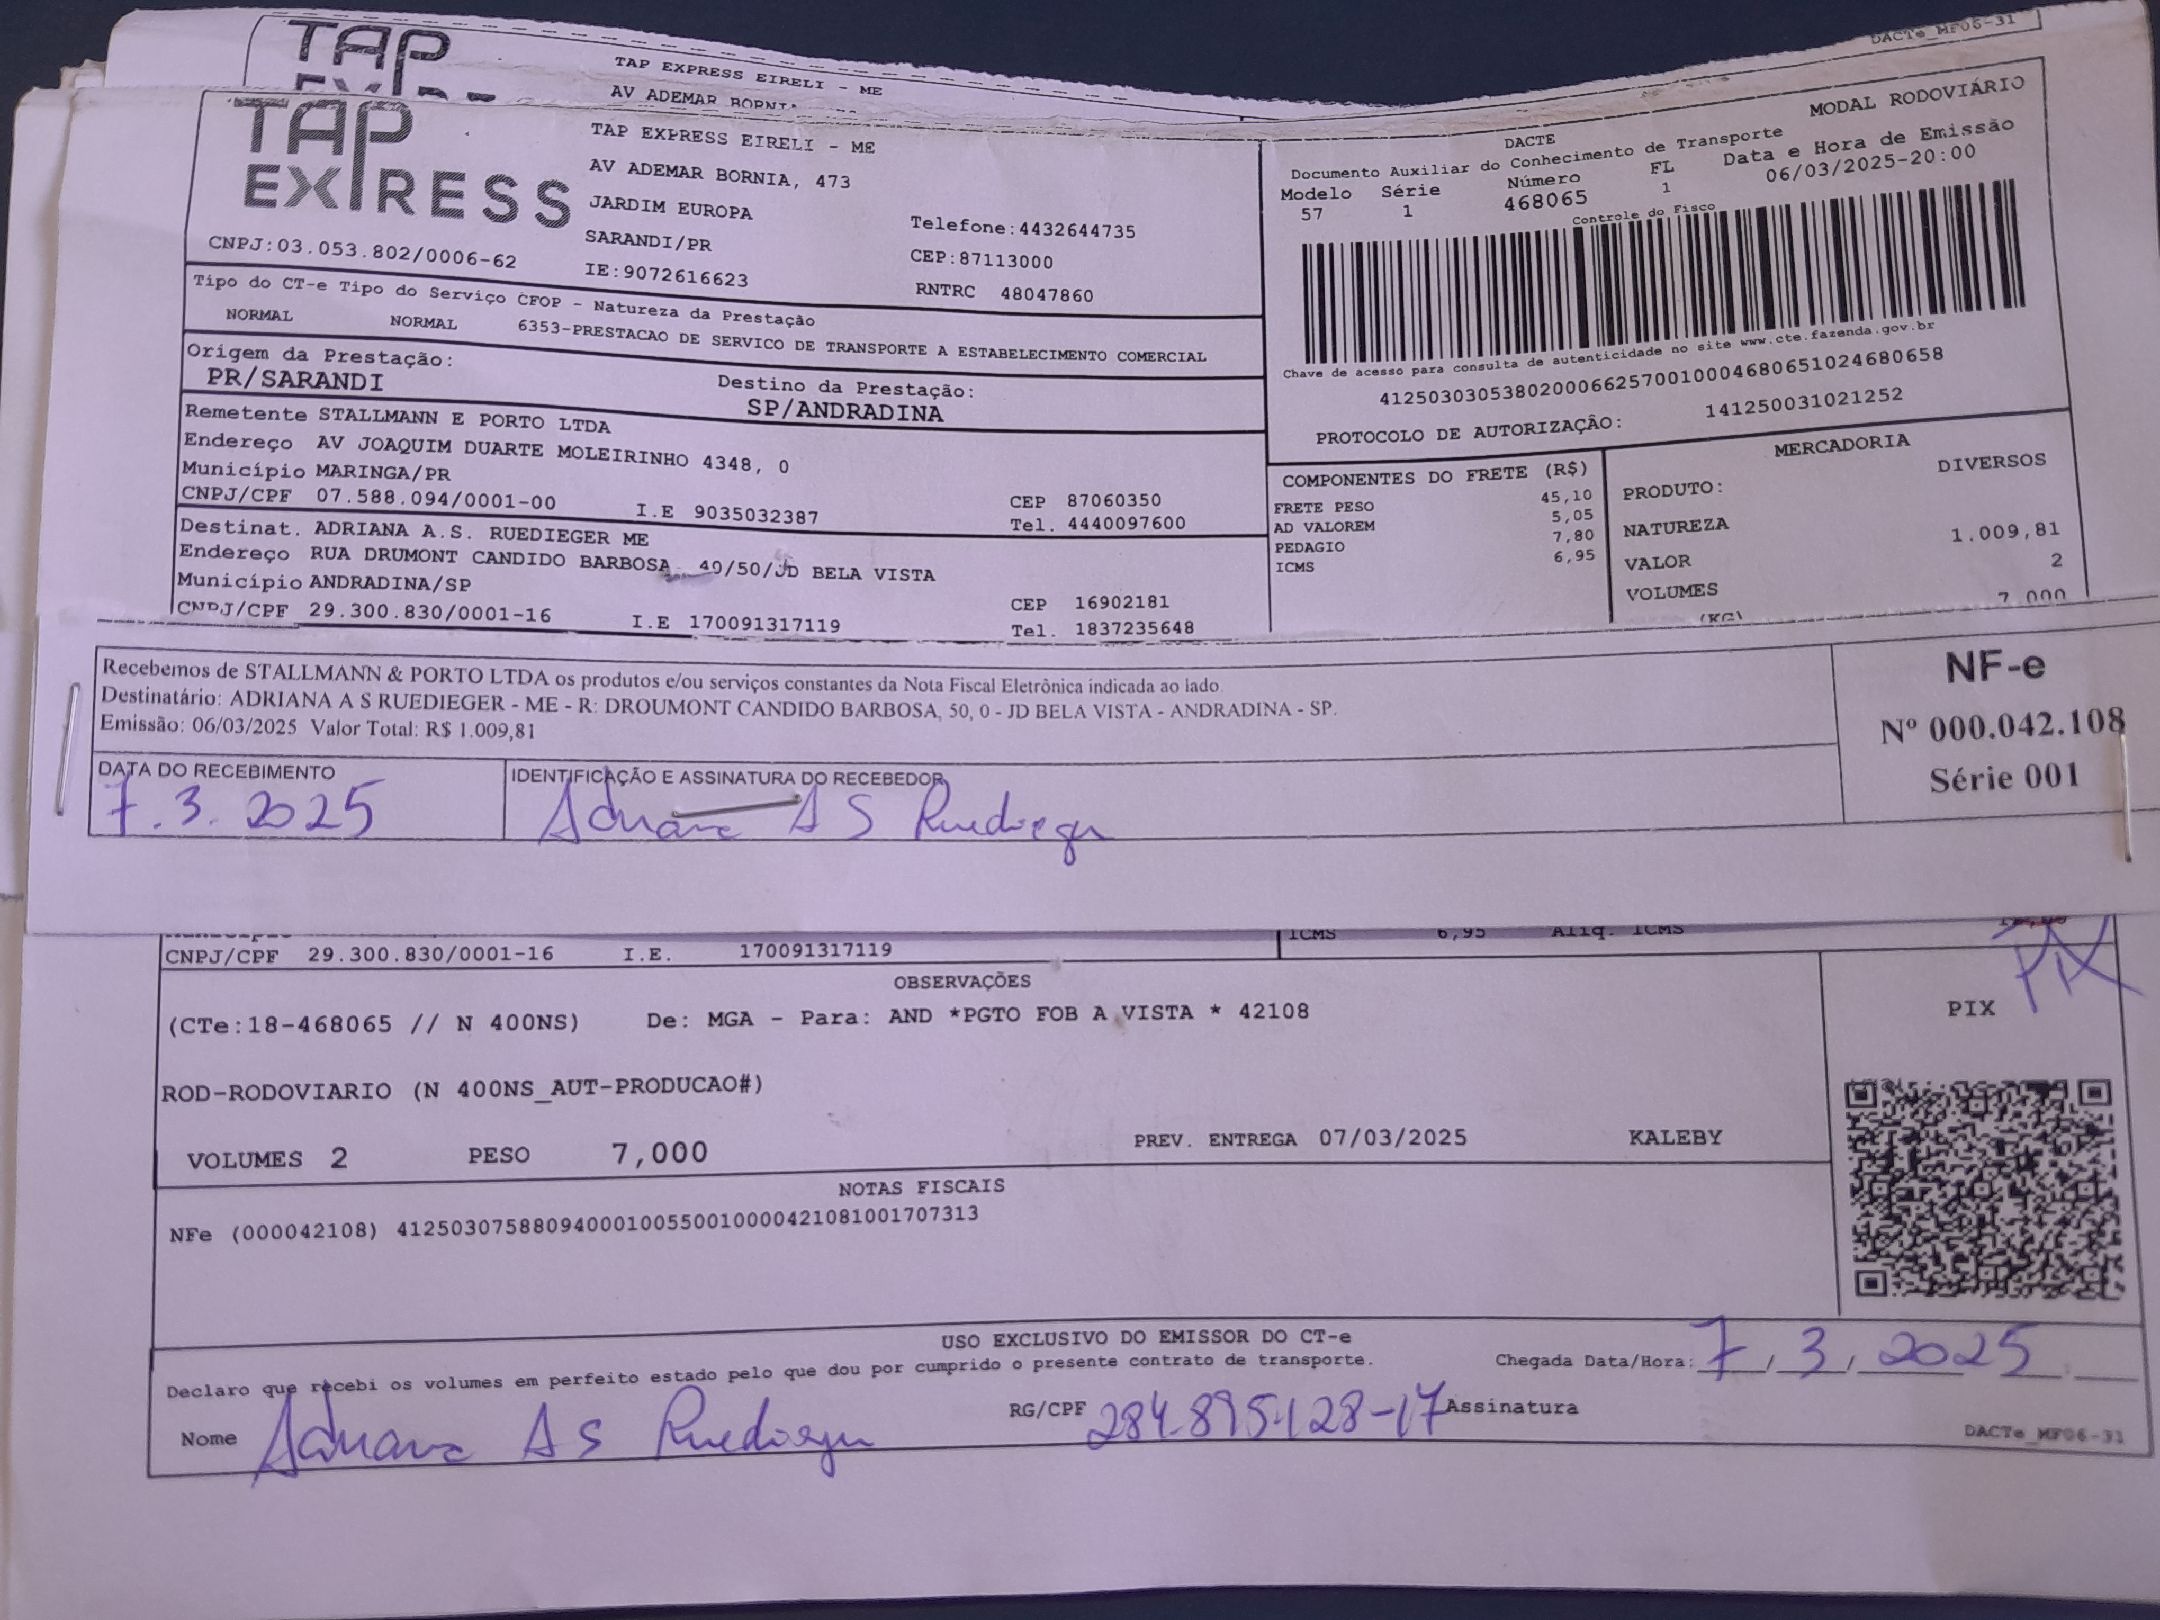 TAP
TAP EXPRESS EIRELI - ME
AV ADEMAR BORNIA
DACTe_MF06-31
TAP EXPRESS
CNPJ:03.053.802/0006-62
TAP EXPRESS EIRELI - ME
AV ADEMAR BORNIA, 473
JARDIM EUROPA
SARANDI/PR
IE:9072616623
Telefone:4432644735
CEP:87113000
RNTRC 48047860
DACTE
MODAL RODOVIÁRIO
Documento Auxiliar do Conhecimento de Transporte
Modelo Série Número FL Data e Hora de Emissão
57 1 468065 1 06/03/2025-20:00
Controle do Fisco
Chave de acesso para consulta de autenticidade no site www.cte.fazenda.gov.br
41250303053802000662570010004680651024680658
PROTOCOLO DE AUTORIZAÇÃO: 141250031021252
Tipo do CT-e Tipo do Serviço CFOP - Natureza da Prestação
NORMAL NORMAL 6353-PRESTACAO DE SERVICO DE TRANSPORTE A ESTABELECIMENTO COMERCIAL
Origem da Prestação:
PR/SARANDI
Destino da Prestação:
SP/ANDRADINA
Remetente STALLMANN E PORTO LTDA
Endereço AV JOAQUIM DUARTE MOLEIRINHO 4348, 0
Município MARINGA/PR
CNPJ/CPF 07.588.094/0001-00 I.E 9035032387
CEP 87060350
Tel. 4440097600
Destinat. ADRIANA A.S. RUEDIEGER ME
Endereço RUA DRUMONT CANDIDO BARBOSA 40/50/JD BELA VISTA
Município ANDRADINA/SP
CNPJ/CPF 29.300.830/0001-16 I.E 170091317119
CEP 16902181
Tel. 1837235648
COMPONENTES DO FRETE (R$)
FRETE PESO 45,10
AD VALOREM 5,05
PEDAGIO 7,80
ICMS 6,95
MERCADORIA
PRODUTO: DIVERSOS
NATUREZA
VALOR 1.009,81
VOLUMES 2
(KG) 7,000
Recebemos de STALLMANN & PORTO LTDA os produtos e/ou serviços constantes da Nota Fiscal Eletrônica indicada ao lado.
Destinatário: ADRIANA A S RUEDIEGER - ME - R: DROUMONT CANDIDO BARBOSA, 50, 0 - JD BELA VISTA - ANDRADINA - SP.
Emissão: 06/03/2025 Valor Total: R$ 1.009,81
DATA DO RECEBIMENTO
7.3.2025
IDENTIFICAÇÃO E ASSINATURA DO RECEBEDOR
Adriana A S Ruedieger
NF-e
Nº 000.042.108
Série 001
ICMS 6,95 Aliq. ICMS
CNPJ/CPF 29.300.830/0001-16 I.E. 170091317119
OBSERVAÇÕES
(CTe:18-468065 // N 400NS) De: MGA - Para: AND *PGTO FOB A VISTA * 42108
ROD-RODOVIARIO (N 400NS_AUT-PRODUCAO#)
VOLUMES 2 PESO 7,000 PREV. ENTREGA 07/03/2025 KALEBY
PIX
PIX
NOTAS FISCAIS
NFe (000042108) 41250307588094000100550010000421081001707313
USO EXCLUSIVO DO EMISSOR DO CT-e
Declaro que recebi os volumes em perfeito estado pelo que dou por cumprido o presente contrato de transporte.
Chegada Data/Hora: 7/3/2025
Nome Adriana A S Ruedieger
RG/CPF 284.895.128-17
Assinatura
DACTe_MF06-31